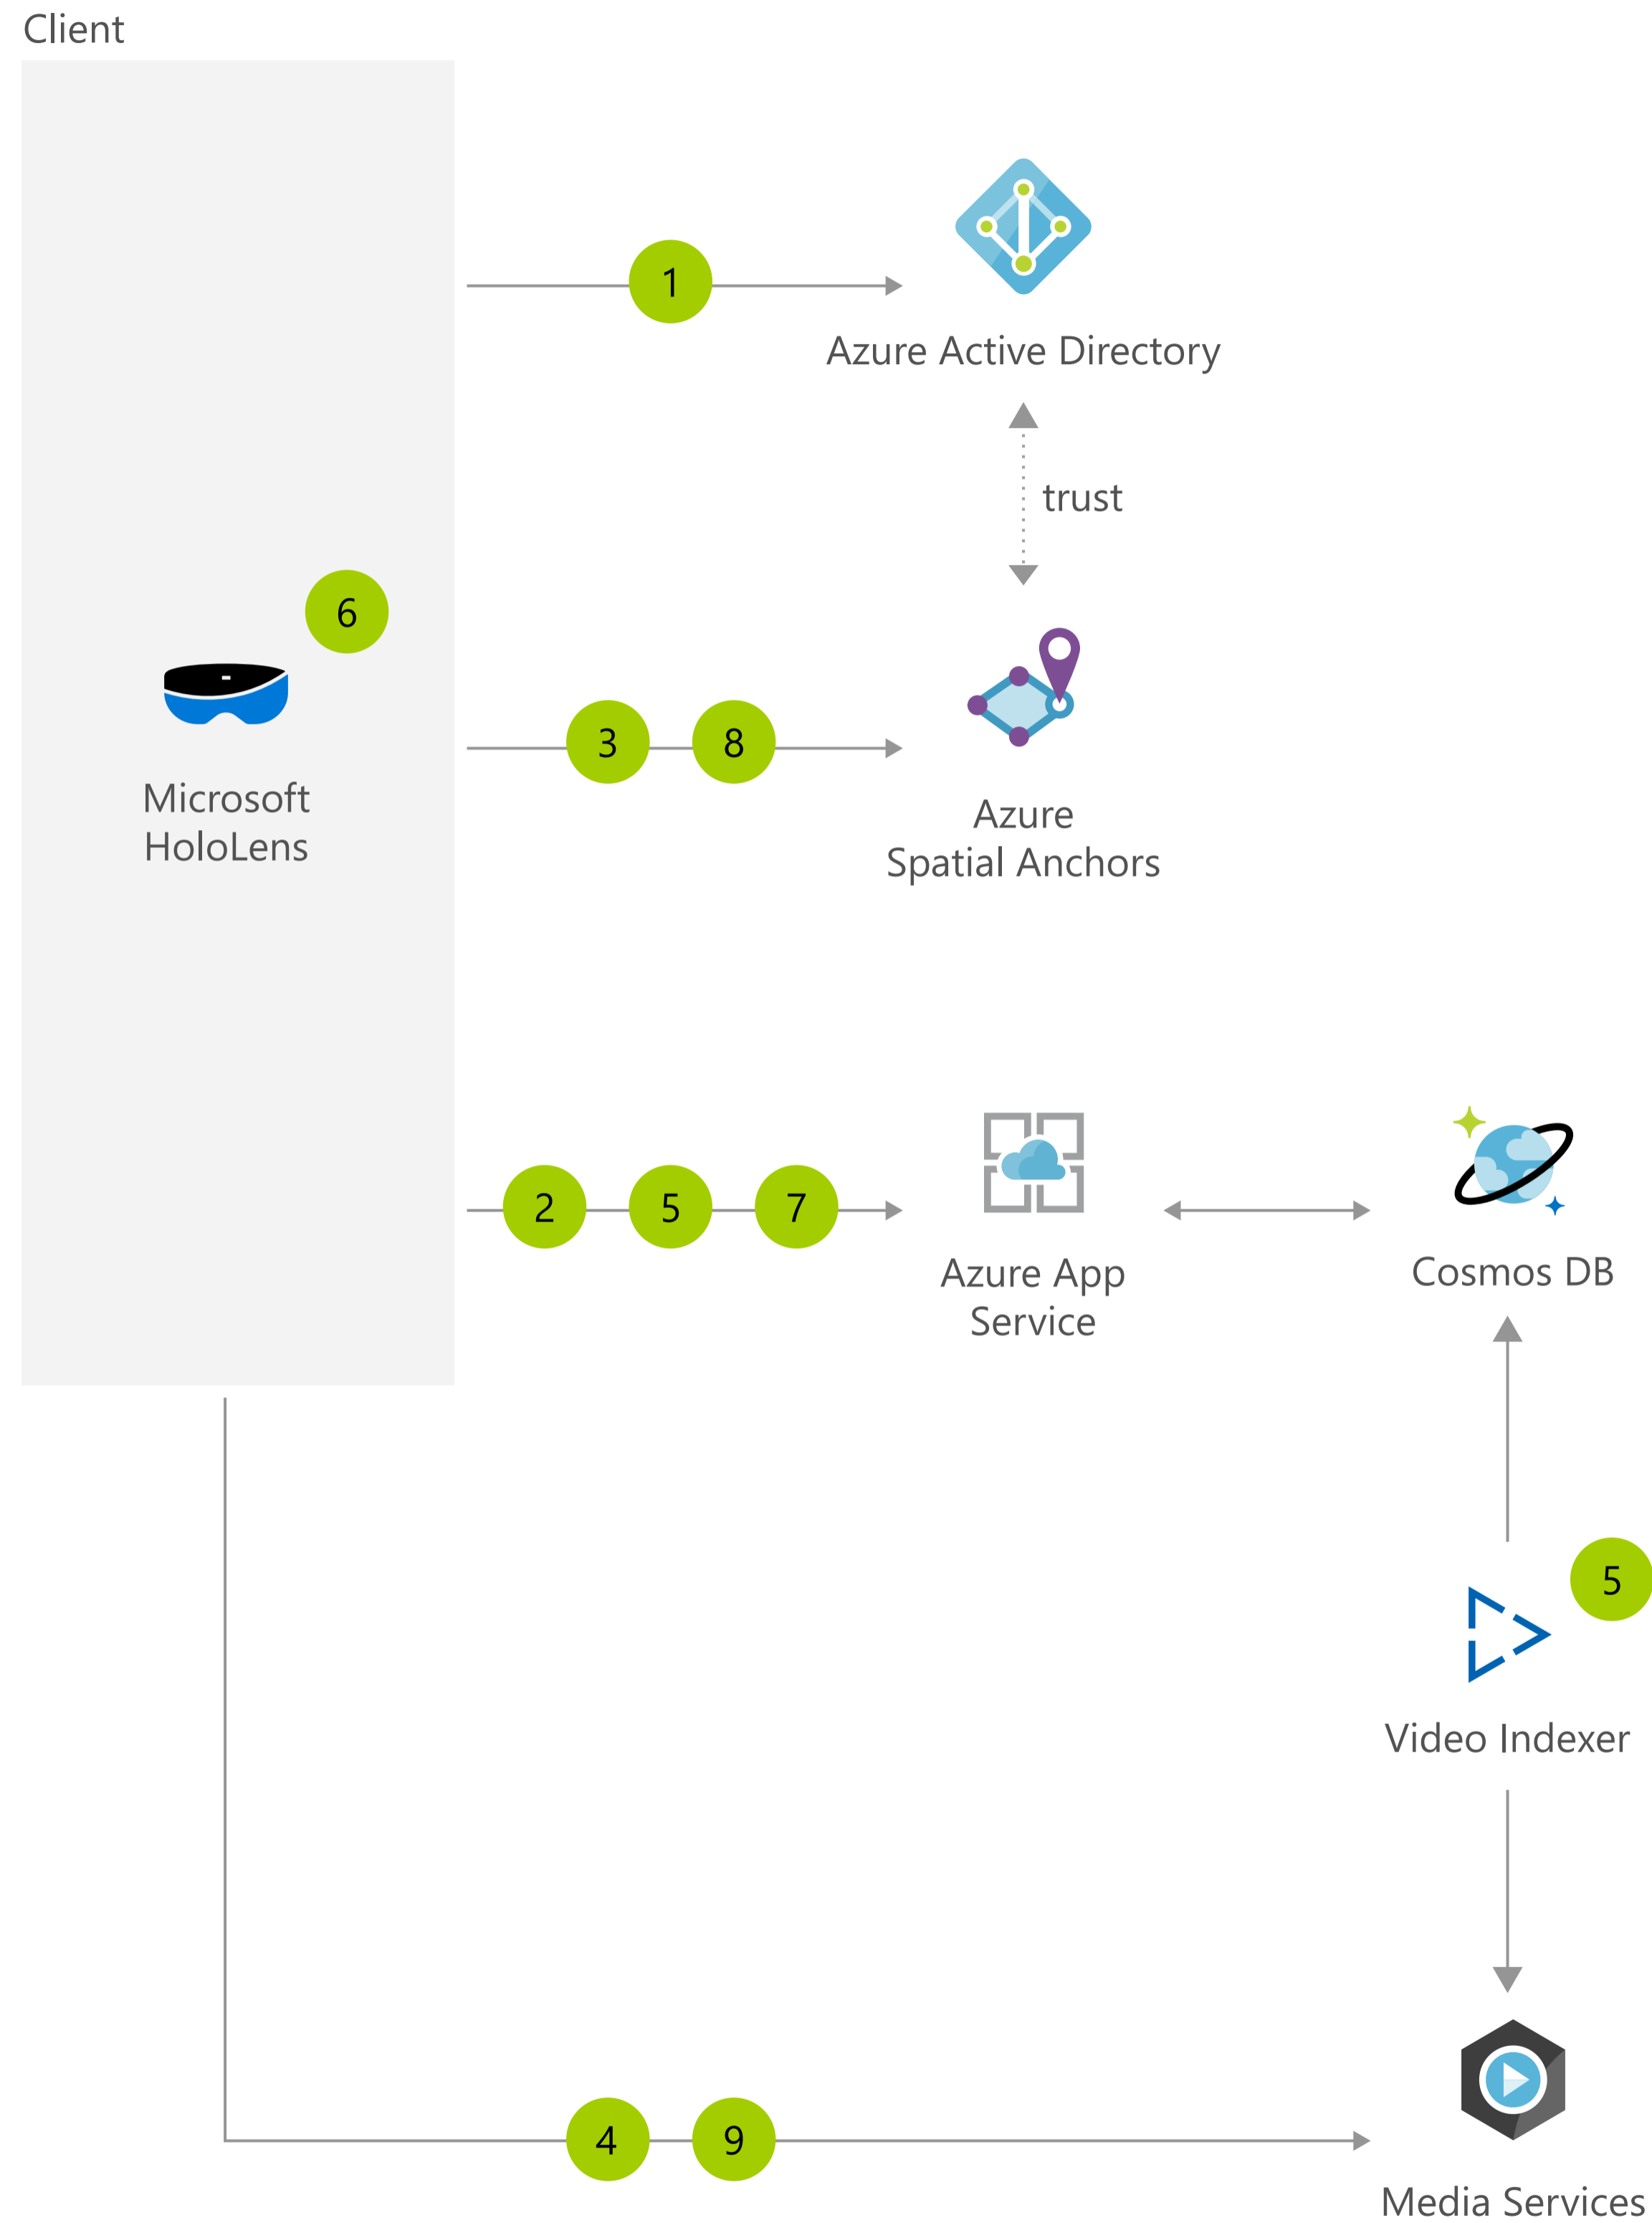 Client
1
Azure Active Directory
trust
6
Microsoft
HoloLens
3
8
Azure
Spatial Anchors
2
5
7
Azure App
Service
Cosmos DB
5
Video Indexer
4
9
Media Services